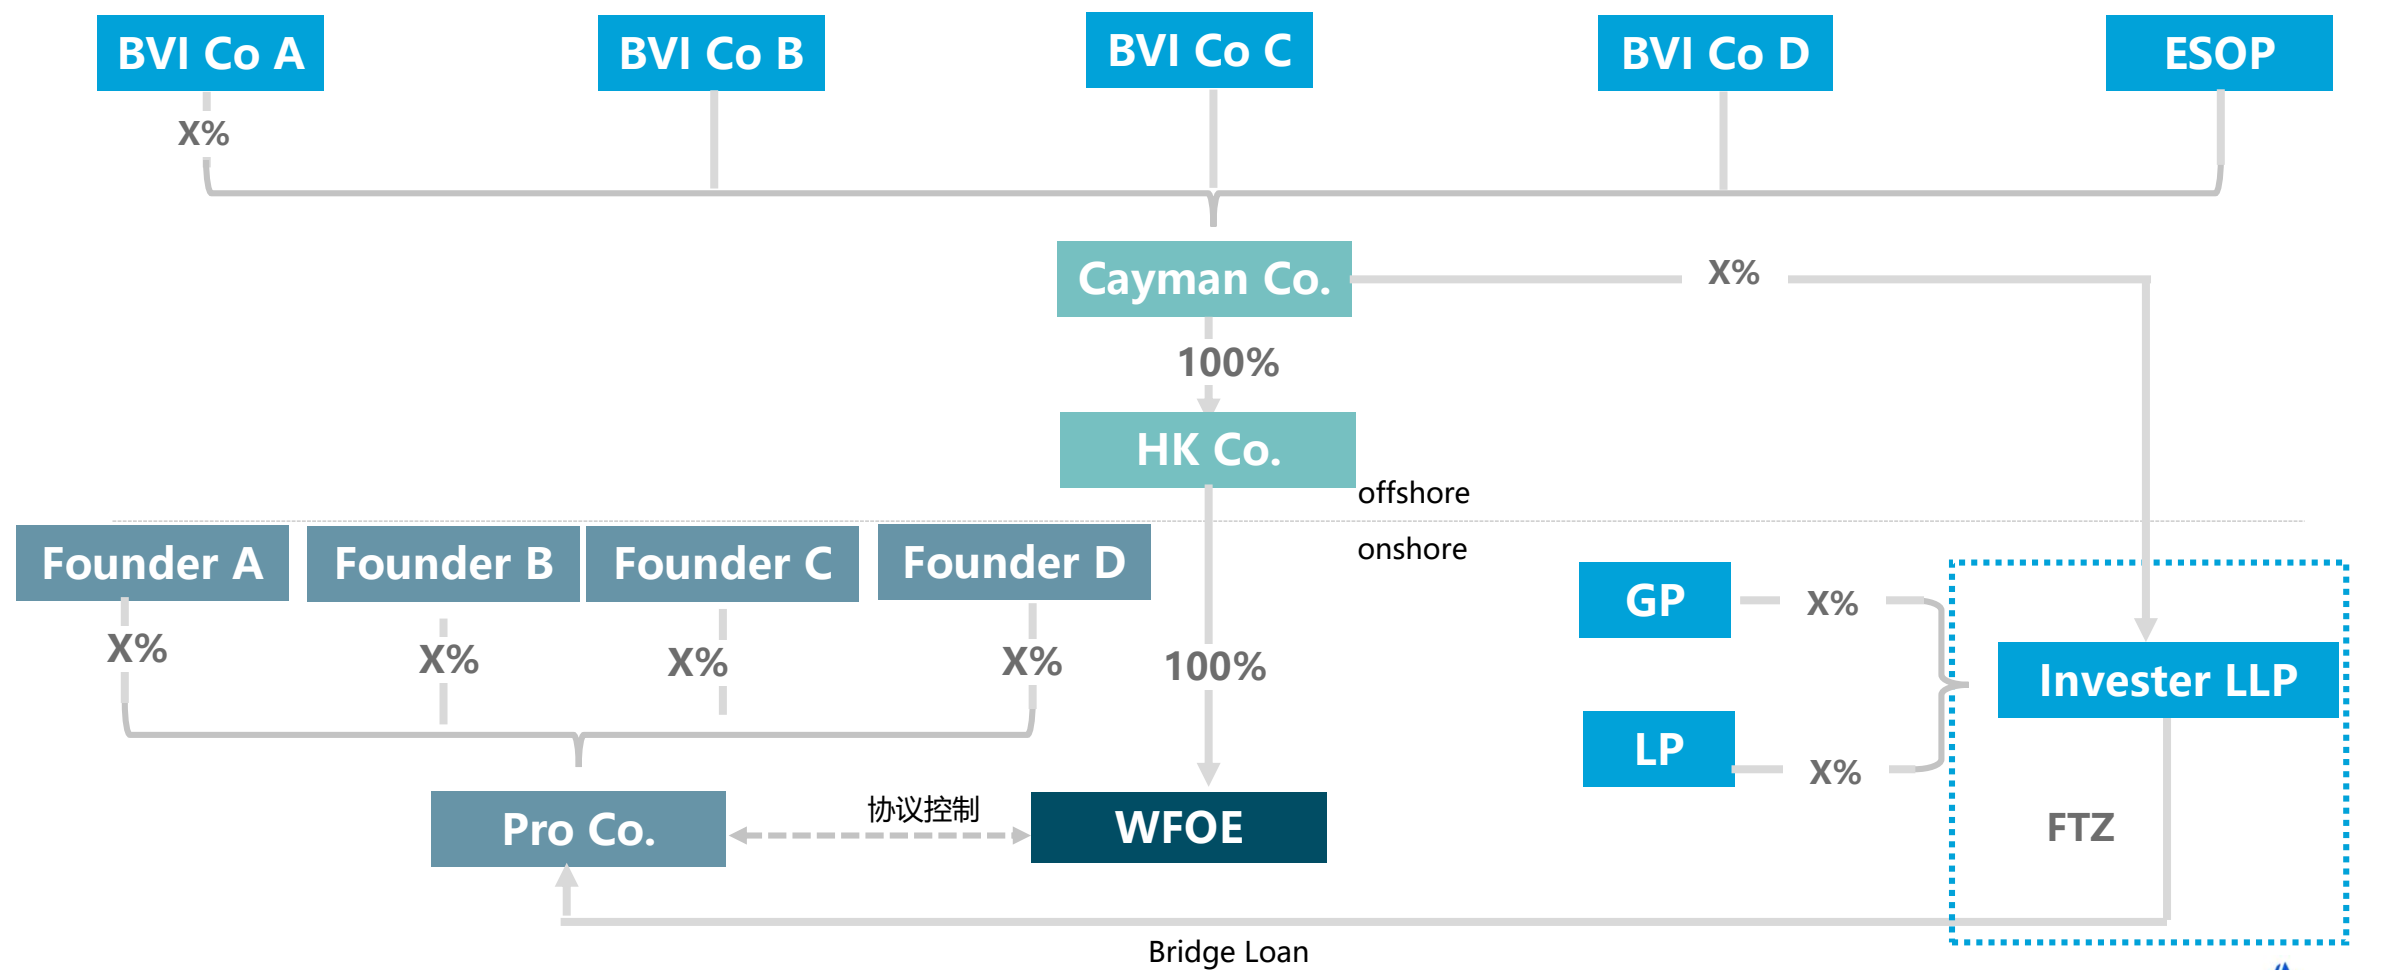 BVI Co A
BVI Co B
BVI Co C
BVI Co D
ESOP
X%
Cayman Co.
X%
100%
HK Co.
offshore
onshore
Founder A
Founder B
Founder C
Founder D
X%
X%
X%
X%
100%
GP
X%
LP
X%
Invester LLP
FTZ
Pro Co.
协议控制
WFOE
Bridge Loan